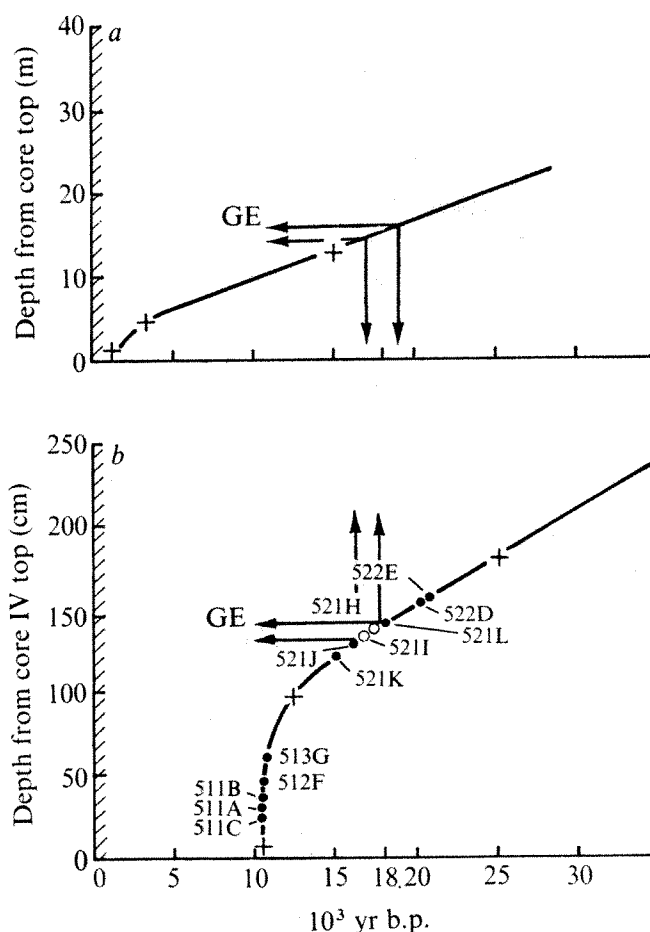 a
Depth from core top (m)
40
30
20
10
0
GE
b
Depth from core IV top (cm)
250
200
150
100
50
0
522E
521H
522D
GE
521L
521I
521J
521K
513G
511B
512F
511A
511C
0 5 10 15 18 20 25 30
10³ yr b.p.